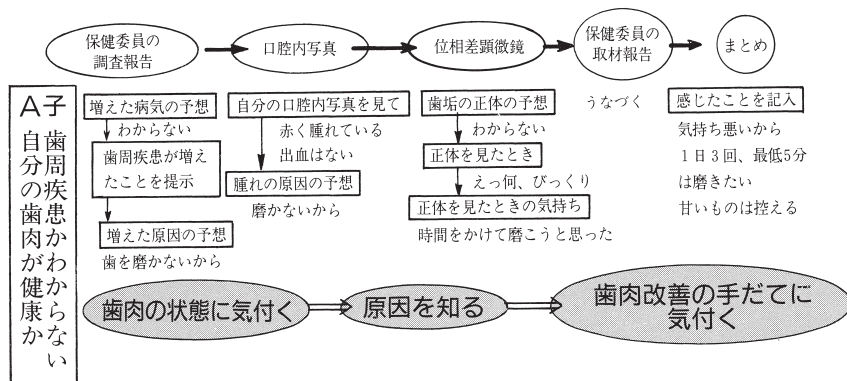 保健委員の
調査報告
口腔内写真
位相差顕微鏡
保健委員の
取材報告
まとめ
A子
歯周疾患かわからない
自分の歯肉が健康か
増えた病気の予想
わからない
歯周疾患が増え
たことを提示
増えた原因の予想
歯を磨かないから
自分の口腔内写真を見て
赤く腫れている
出血はない
腫れの原因の予想
磨かないから
歯垢の正体の予想
わからない
正体を見たとき
えっ何、びっくり
正体を見たときの気持ち
時間をかけて磨こうと思った
うなづく
感じたことを記入
気持ち悪いから
1日3回、最低5分
は磨きたい
甘いものは控える
歯肉の状態に気付く
原因を知る
歯肉改善の手だてに
気付く